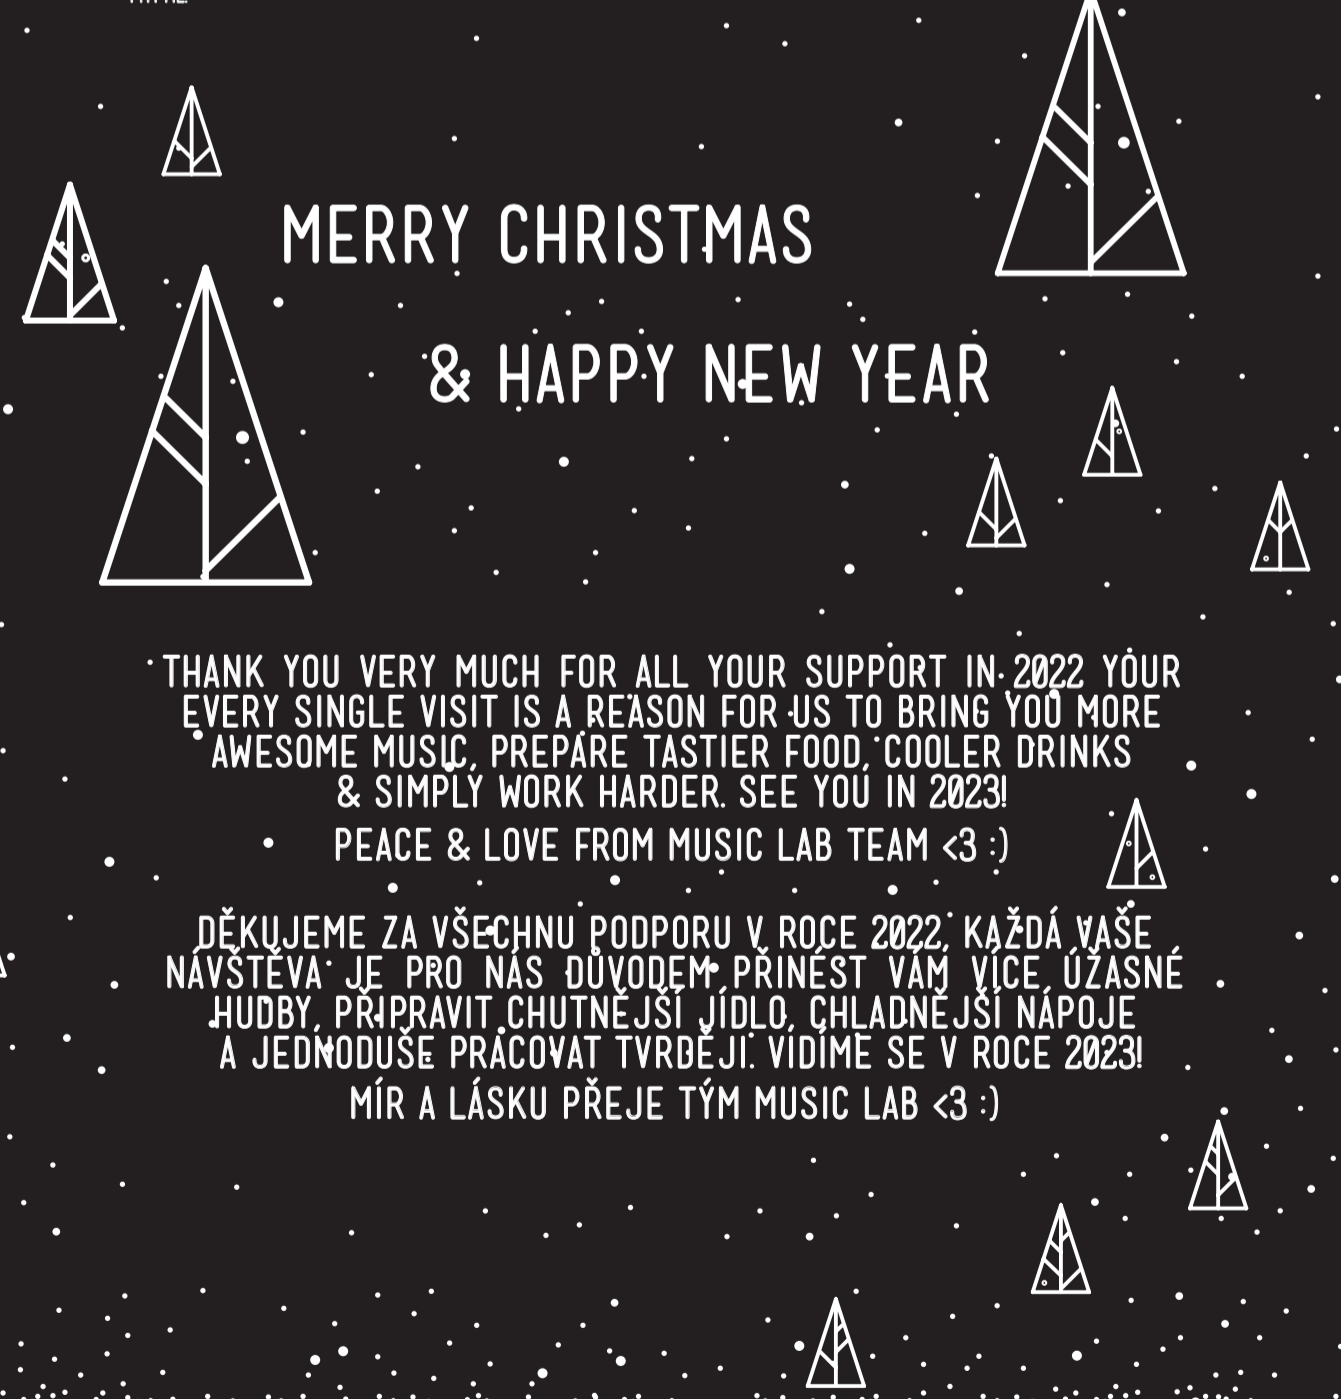 MERRY CHRISTMAS
& HAPPY NEW YEAR
THANK YOU VERY MUCH FOR ALL YOUR SUPPORT IN 2022 YOUR
EVERY SINGLE VISIT IS A REASON FOR US TO BRING YOU MORE
AWESOME MUSIC, PREPARE TASTIER FOOD, COOLER DRINKS
& SIMPLY WORK HARDER. SEE YOU IN 2023!
PEACE & LOVE FROM MUSIC LAB TEAM <3 :)
DĚKUJEME ZA VŠECHNU PODPORU V ROCE 2022, KAŽDÁ VAŠE
NÁVŠTĚVA JE PRO NÁS DŮVODEM PŘINÉST VÁM VÍCE ÚŽASNÉ
HUDBY, PŘIPRAVIT CHUTNĚJŠÍ JÍDLO, CHLADNĚJŠÍ NÁPOJE
A JEDNODUŠE PRACOVAT TVRDĚJI. VIDÍME SE V ROCE 2023!
MÍR A LÁSKU PŘEJE TÝM MUSIC LAB <3 :)